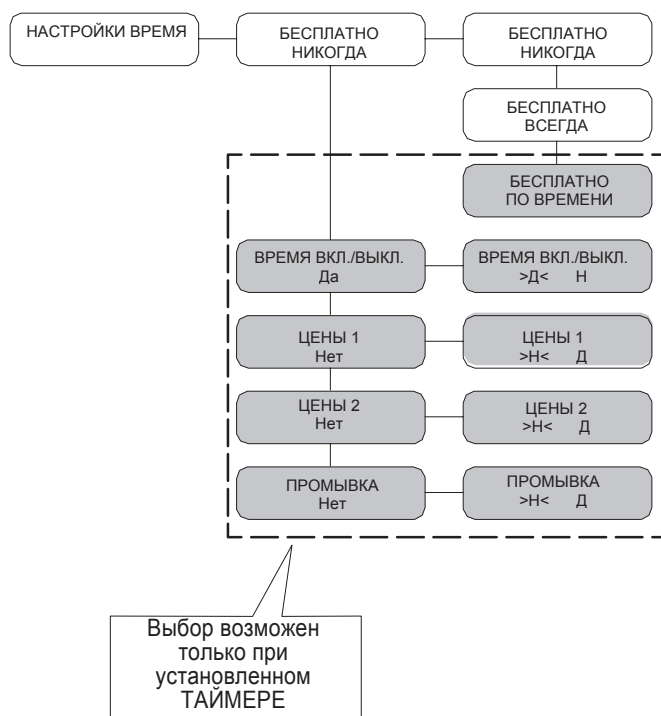 НАСТРОЙКИ ВРЕМЯ
БЕСПЛАТНО
НИКОГДА
БЕСПЛАТНО
НИКОГДА
БЕСПЛАТНО
ВСЕГДА
БЕСПЛАТНО
ПО ВРЕМЕНИ
ВРЕМЯ ВКЛ./ВЫКЛ.
Да
ВРЕМЯ ВКЛ./ВЫКЛ.
>Д< Н
ЦЕНЫ 1
Нет
ЦЕНЫ 1
>Н< Д
ЦЕНЫ 2
Нет
ЦЕНЫ 2
>Н< Д
ПРОМЫВКА
Нет
ПРОМЫВКА
>Н< Д
Выбор возможен
только при
установленном
ТАЙМЕРЕ